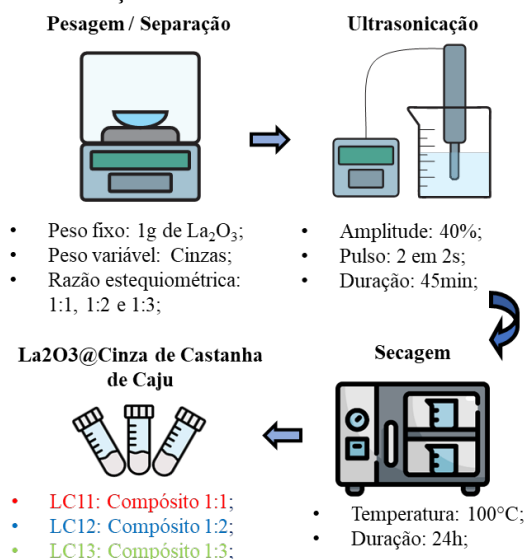 Pesagem / Separação
• Peso fixo: 1g de La₂O₃;
• Peso variável: Cinzas;
• Razão estequiométrica:
1:1, 1:2 e 1:3;
Ultrasonicação
• Amplitude: 40%;
• Pulso: 2 em 2s;
• Duração: 45min;
Secagem
• Temperatura: 100°C;
• Duração: 24h;
La2O3@Cinza de Castanha
de Caju
• LC11: Compósito 1:1;
• LC12: Compósito 1:2;
• LC13: Compósito 1:3;